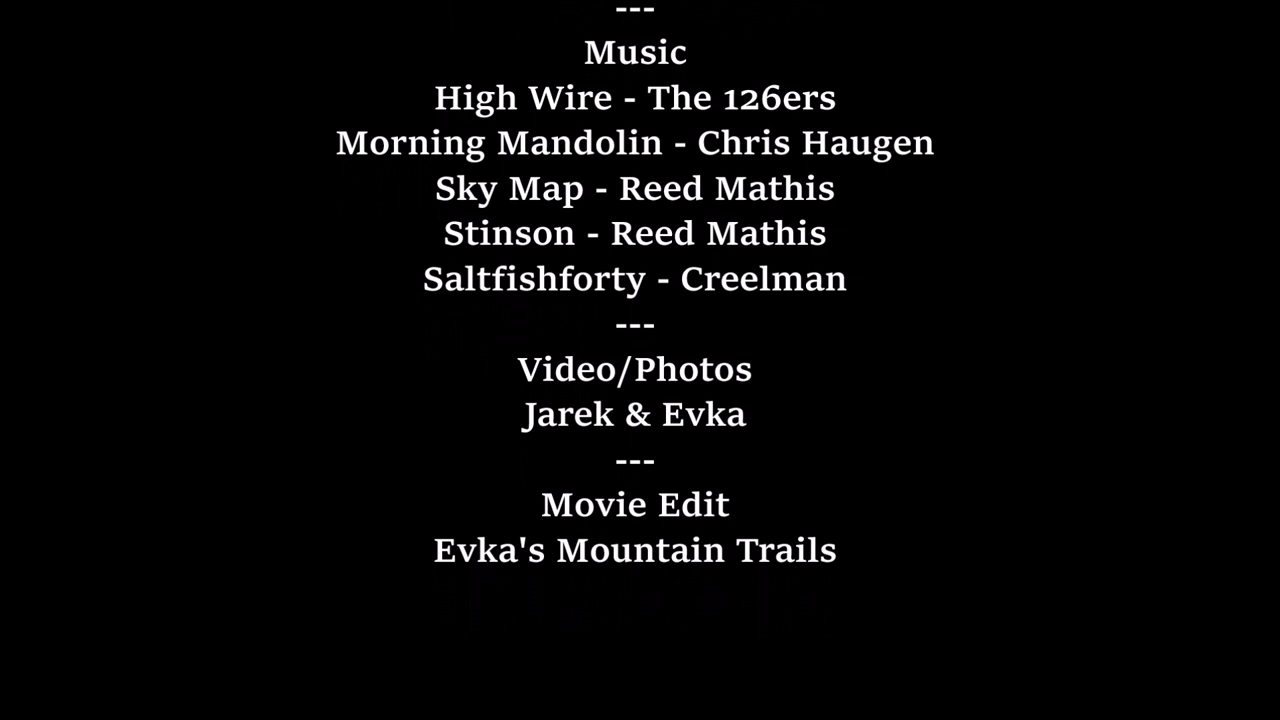 ---
Music
High Wire - The 126ers
Morning Mandolin - Chris Haugen
Sky Map - Reed Mathis
Stinson - Reed Mathis
Saltfishforty - Creelman
---
Video/Photos
Jarek & Evka
---
Movie Edit
Evka's Mountain Trails